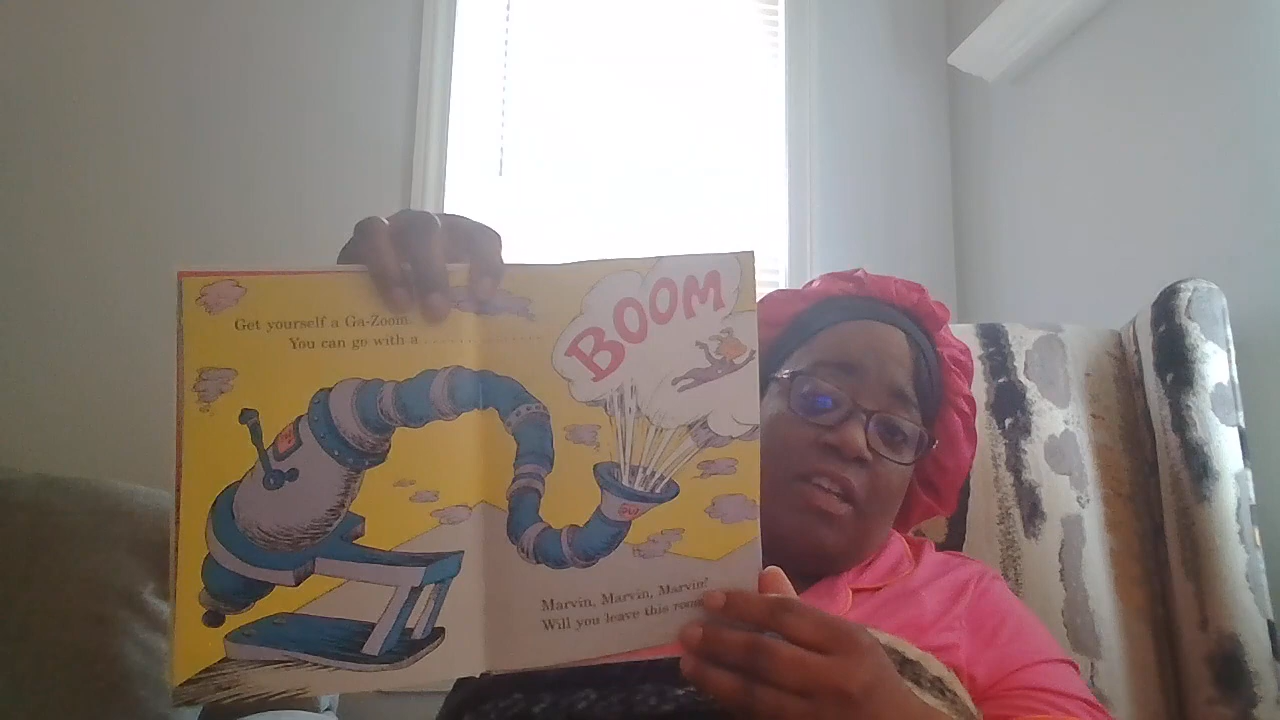 Get yourself a Ga-Zoom.
You can go with a ....................
BOOM
Marvin, Marvin, Marvin!
Will you leave this room